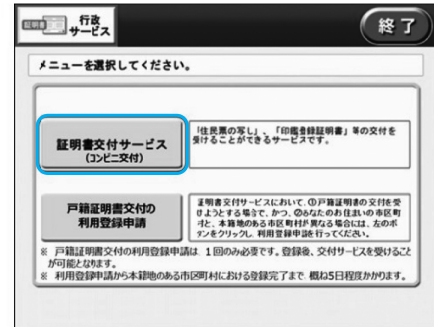 証明書
行政
サービス
終了
メニューを選択してください。
証明書交付サービス
(コンビニ交付)
「住民票の写し」、「印鑑登録証明書」等の交付を
受けることができるサービスです。
戸籍証明書交付の
利用登録申請
証明書交付サービスにおいて、①戸籍証明書の交付を受
けようとする場合で、かつ、②あなたのお住まいの市区町
村と、本籍地のある市区町村が異なる場合には、左のボ
タンをクリックし、利用登録申請を行ってください。
※ 戸籍証明書交付の利用登録申請は、1回のみ必要です。登録後、交付サービスを受けること
が可能となります。
※ 利用登録申請から本籍地のある市区町村における登録完了まで、概ね5日程度かかります。